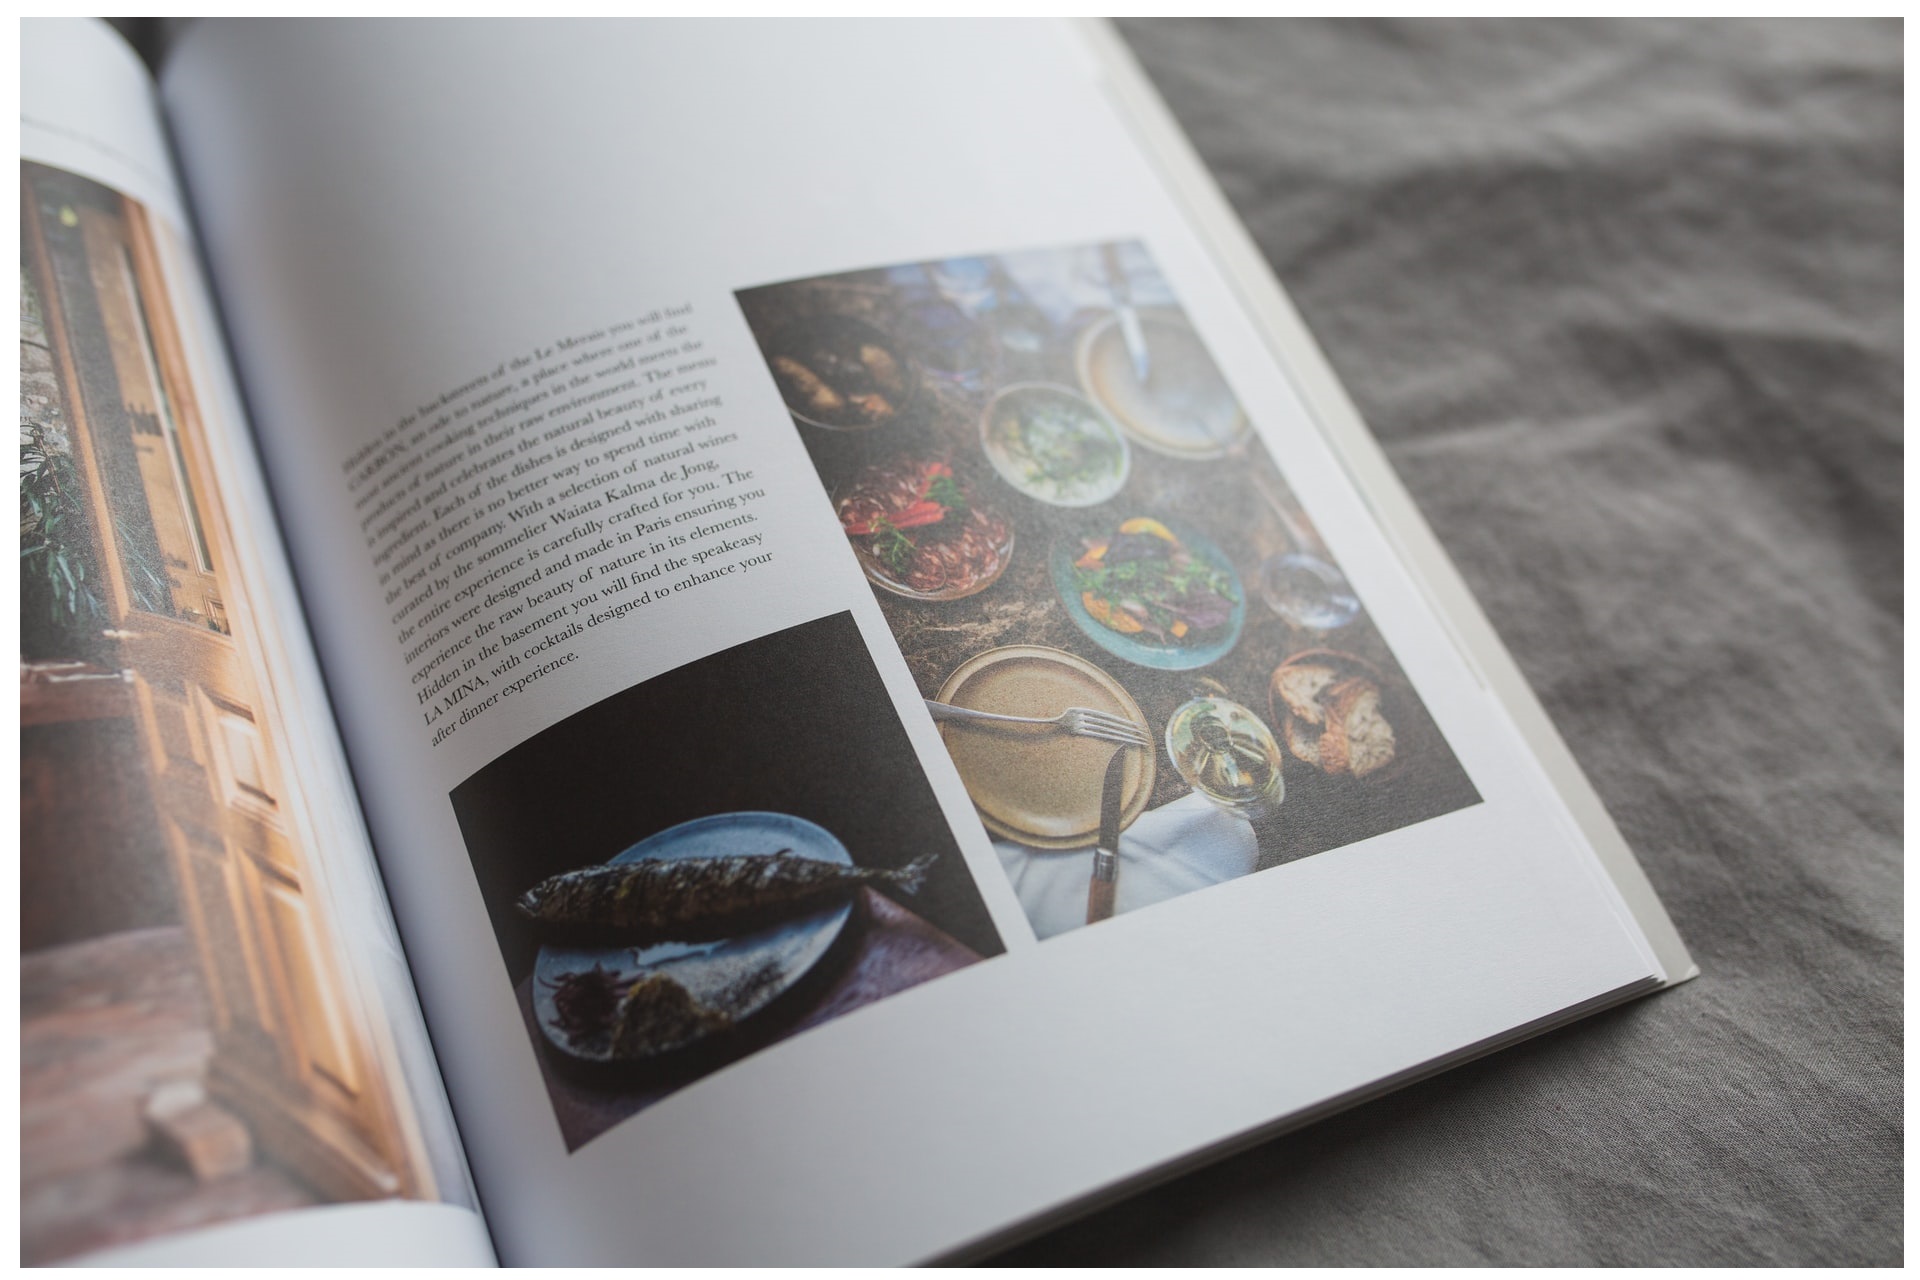 Hidden in the backstreets of the Le Marais you will find
CARBÓN, an ode to nature, a place where one of the
most ancient cooking techniques in the world meets the
products of nature in their raw environment. The menu
is inspired and celebrates the natural beauty of every
ingredient. Each of the dishes is designed with sharing
in mind as there is no better way to spend time with
the best of company. With a selection of natural wines
curated by the sommelier Waiata Kalma de Jong,
the entire experience is carefully crafted for you. The
interiors were designed and made in Paris ensuring you
experience the raw beauty of nature in its elements.
Hidden in the basement you will find the speakeasy
LA MINA, with cocktails designed to enhance your
after dinner experience.